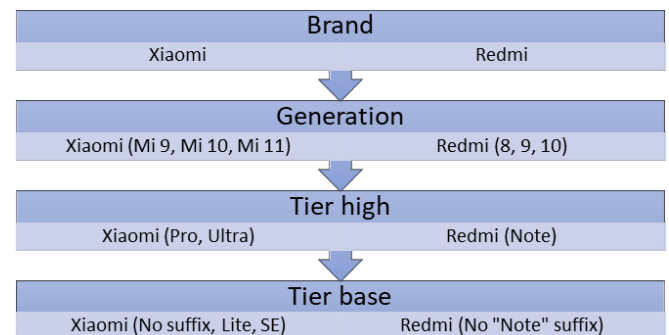 Brand
Xiaomi Redmi
Generation
Xiaomi (Mi 9, Mi 10, Mi 11) Redmi (8, 9, 10)
Tier high
Xiaomi (Pro, Ultra) Redmi (Note)
Tier base
Xiaomi (No suffix, Lite, SE) Redmi (No "Note" suffix)